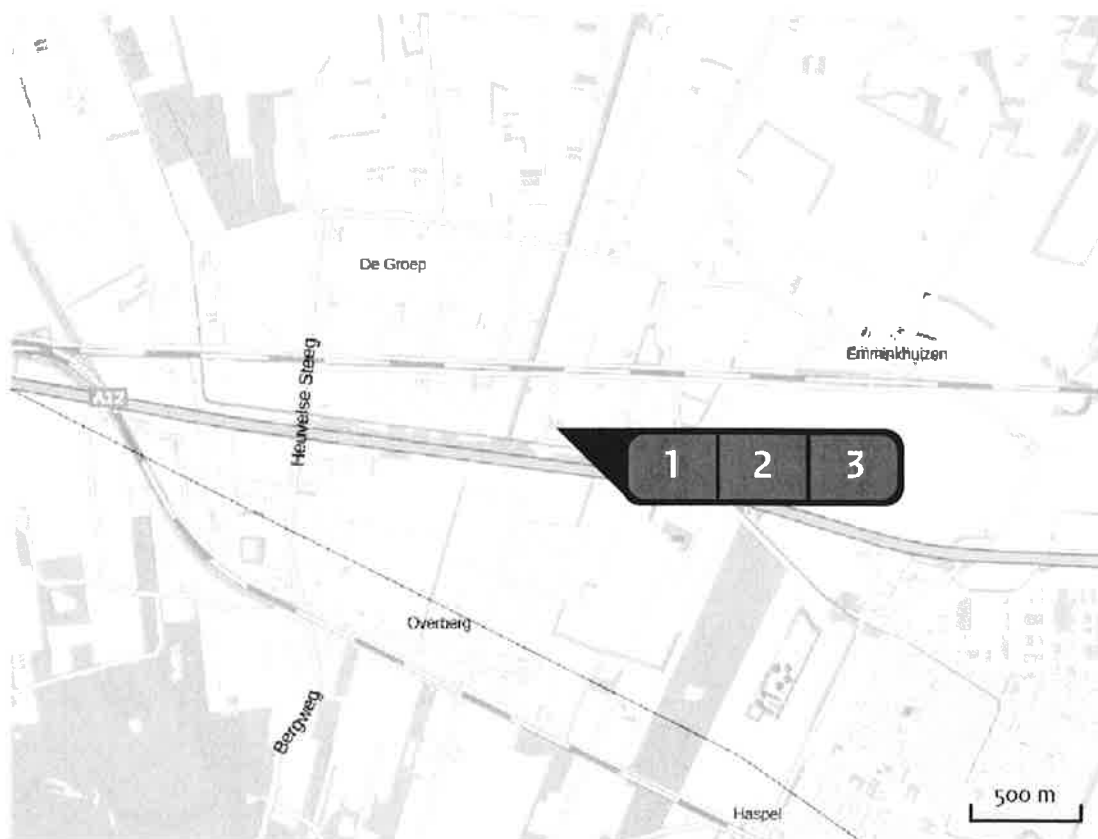 De Groep
Emminkhuizen
Heuvelse Steeg
A12
1 2 3
Overberg
Bergweg
Haspel
500 m